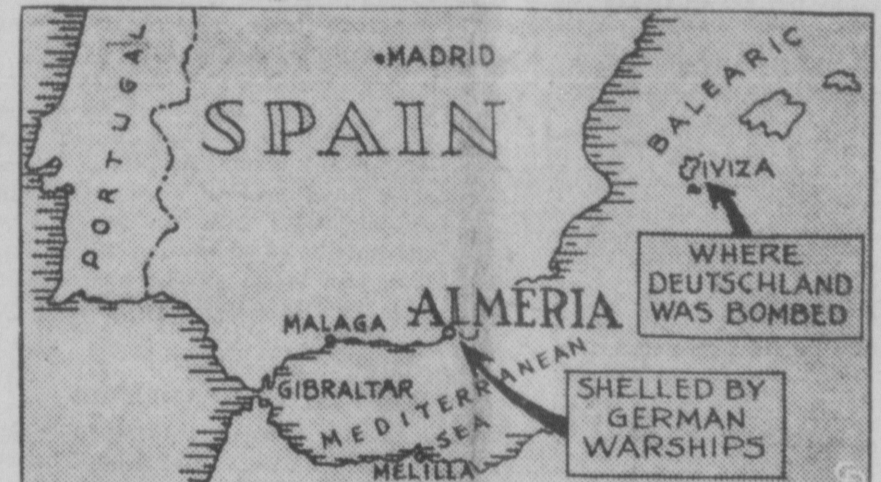 MADRID
SPAIN
PORTUGAL
BALEARIC
IVIZA
WHERE
DEUTSCHLAND
WAS BOMBED
ALMERIA
MALAGA
GIBRALTAR
MEDITERRANEAN
SEA
MELILLA
SHELLED BY
GERMAN
WARSHIPS